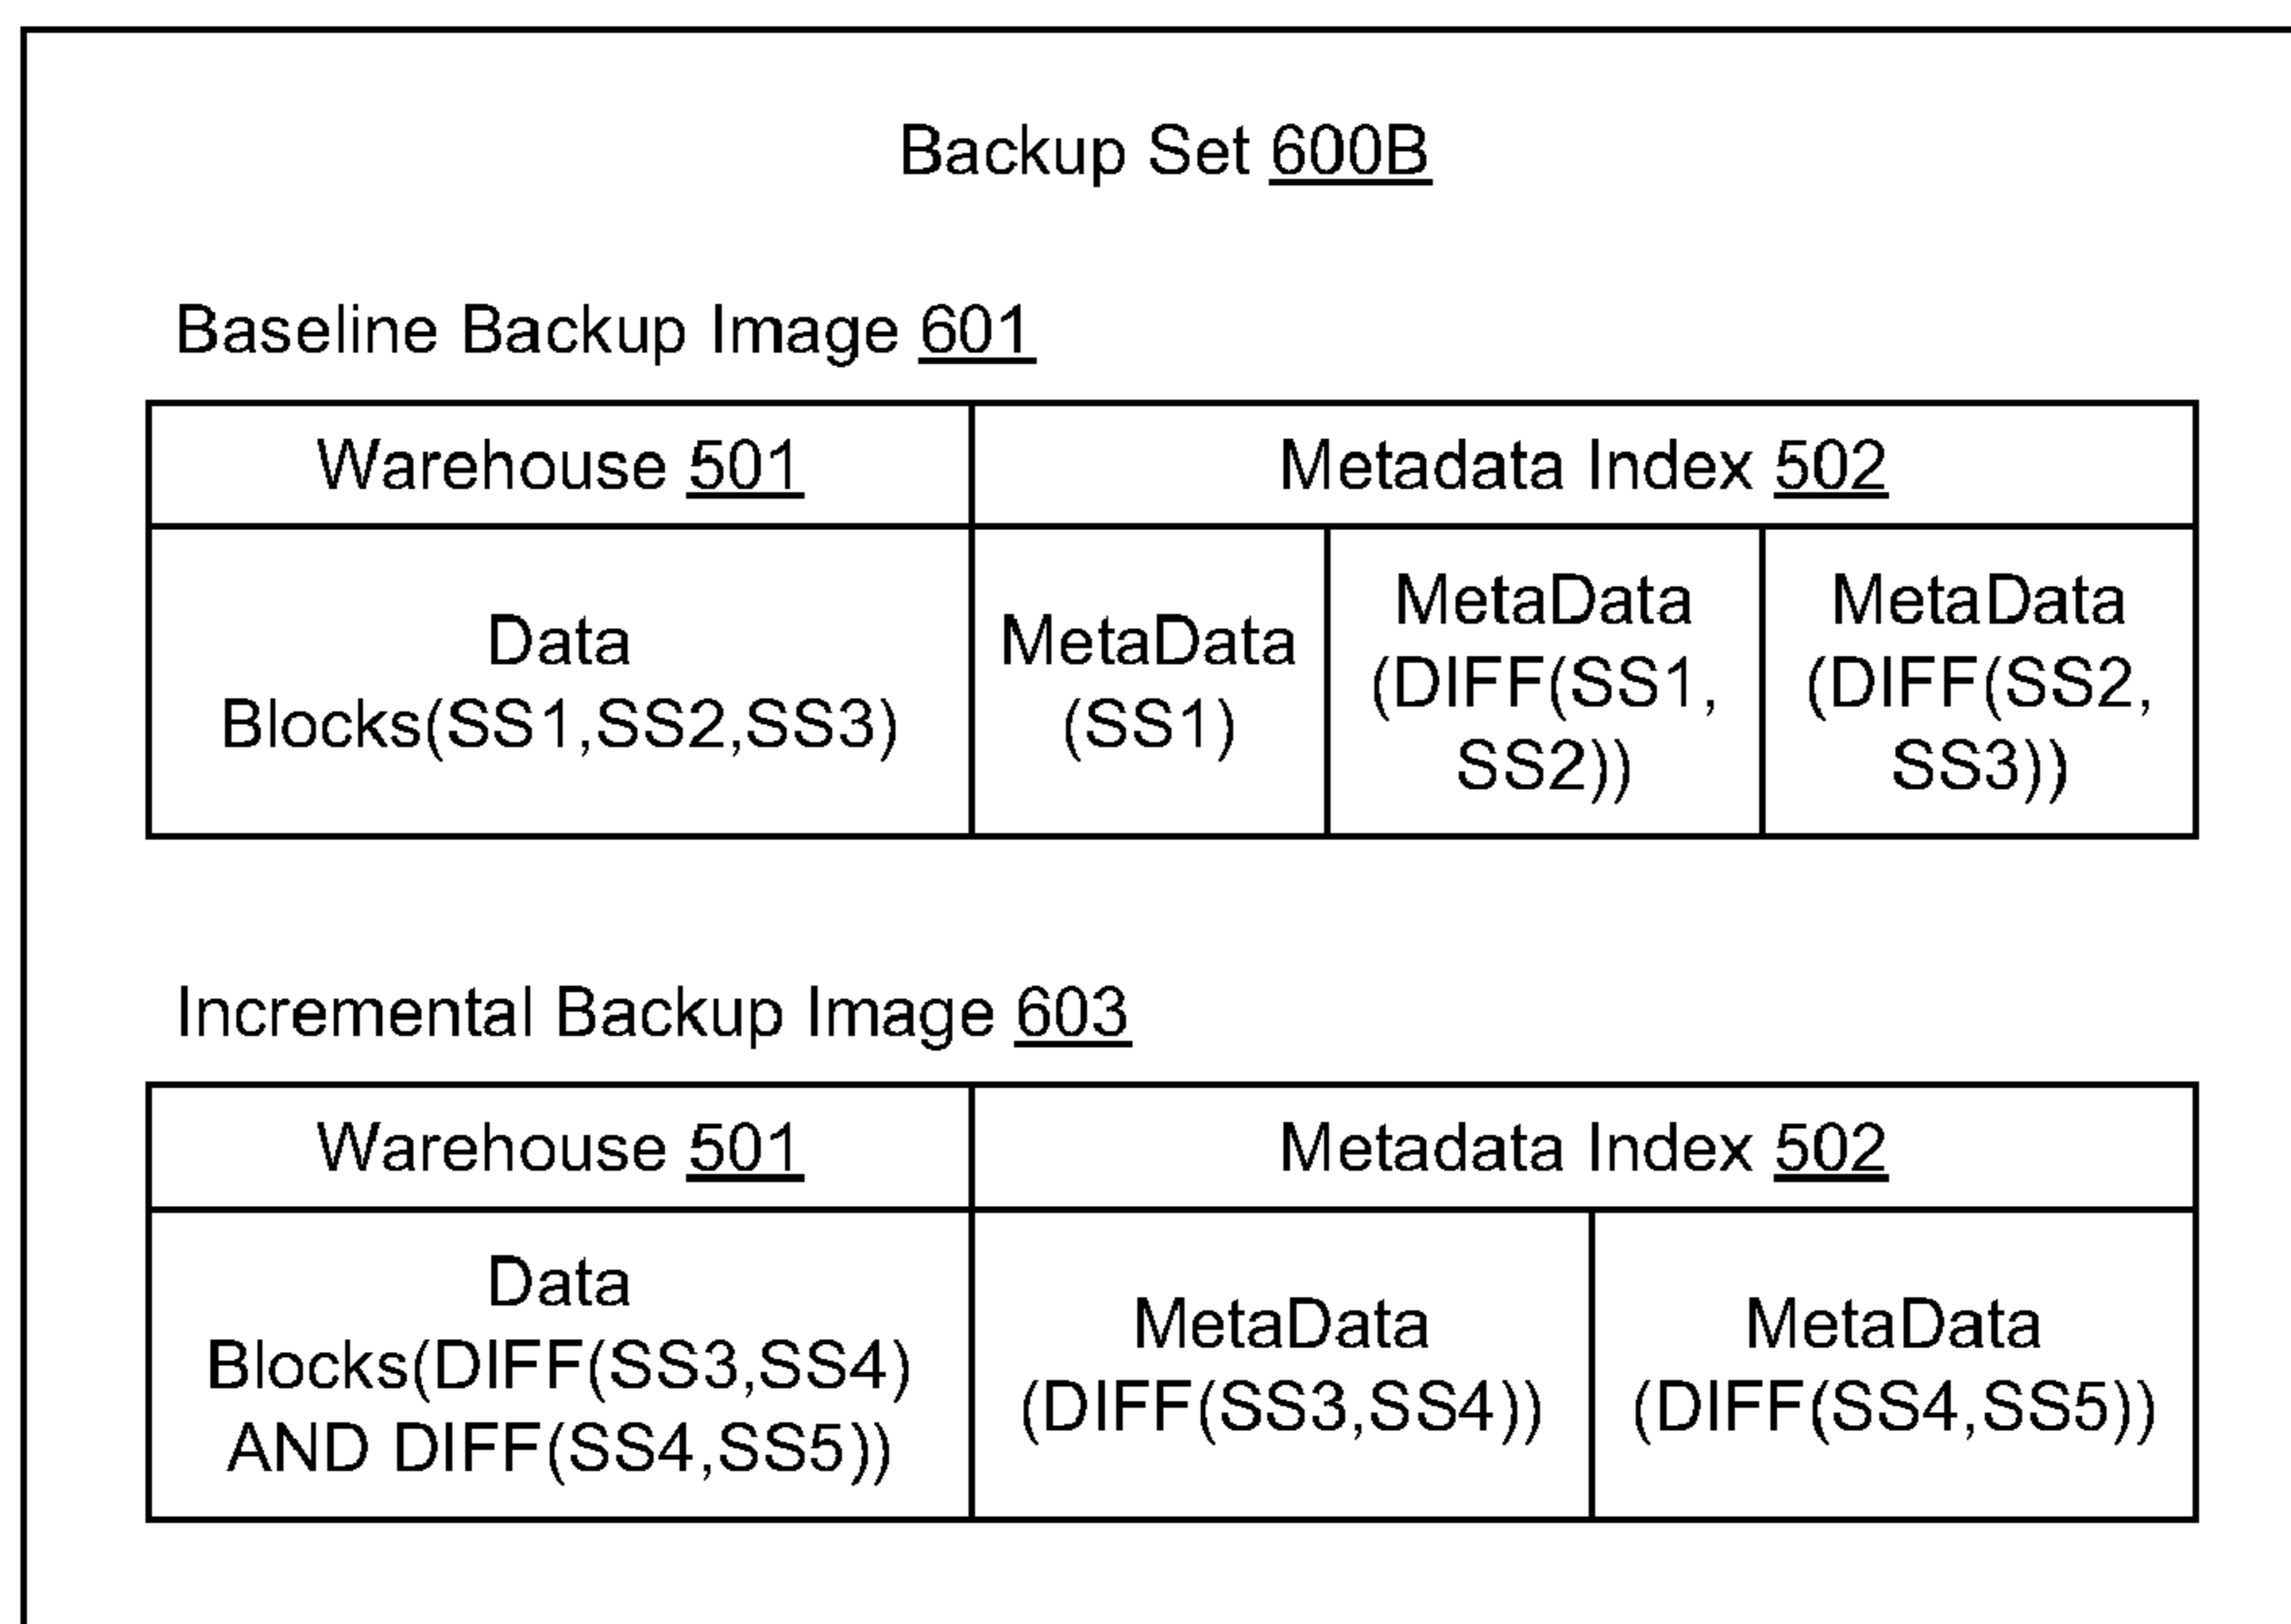 Backup Set 600B
Baseline Backup Image 601
Warehouse 501
Metadata Index 502
Data
Blocks(SS1,SS2,SS3)
MetaData
(SS1)
MetaData
(DIFF(SS1,
SS2))
MetaData
(DIFF(SS2,
SS3))
Incremental Backup Image 603
Warehouse 501
Metadata Index 502
Data
Blocks(DIFF(SS3,SS4)
AND DIFF(SS4,SS5))
MetaData
(DIFF(SS3,SS4))
MetaData
(DIFF(SS4,SS5))